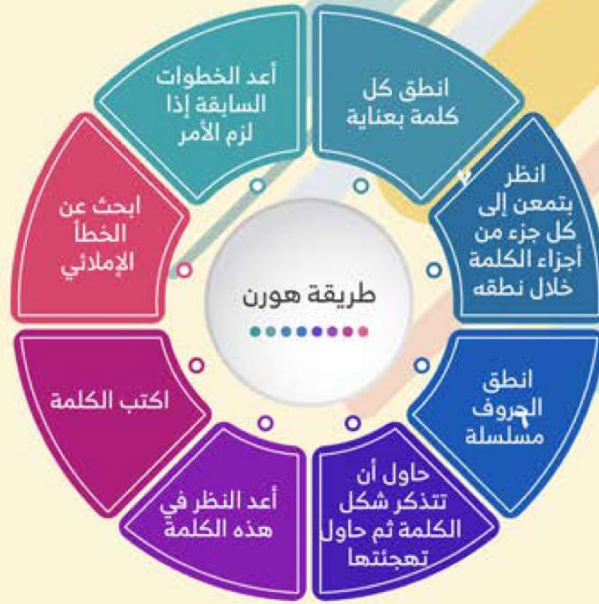 طريقة هورن
انطق كل
كلمة بعناية
انظر
بتمعن إلى
كل جزء من
أجزاء الكلمة
خلال نطقه
انطق
الحروف
مسلسلة
حاول أن
تتذكر شكل
الكلمة ثم حاول
تهجئتها
أعد النظر في
هذه الكلمة
اكتب الكلمة
ابحث عن
الخطأ
الإملائي
أعد الخطوات
السابقة إذا
لزم الأمر